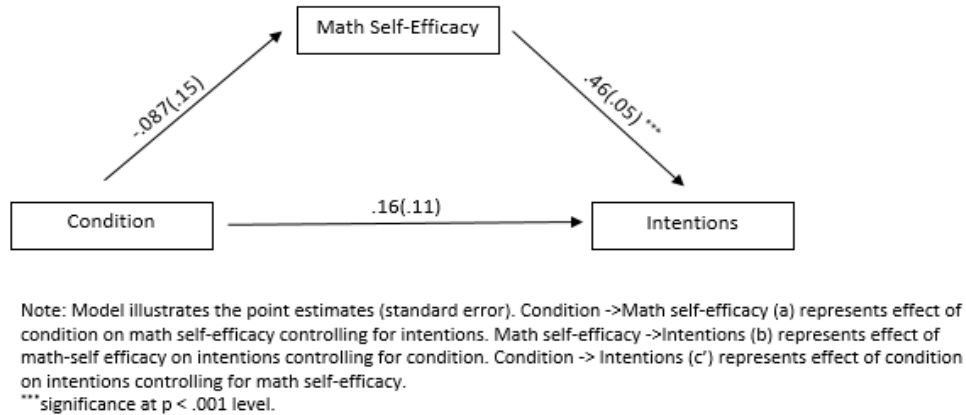 Math Self-Efficacy
-.087(.15)
.46(.05) ***
Condition
.16(.11)
Intentions
Note: Model illustrates the point estimates (standard error). Condition ->Math self-efficacy (a) represents effect of
condition on math self-efficacy controlling for intentions. Math self-efficacy ->Intentions (b) represents effect of
math-self efficacy on intentions controlling for condition. Condition -> Intentions (c’) represents effect of condition
on intentions controlling for math self-efficacy.
***significance at p < .001 level.